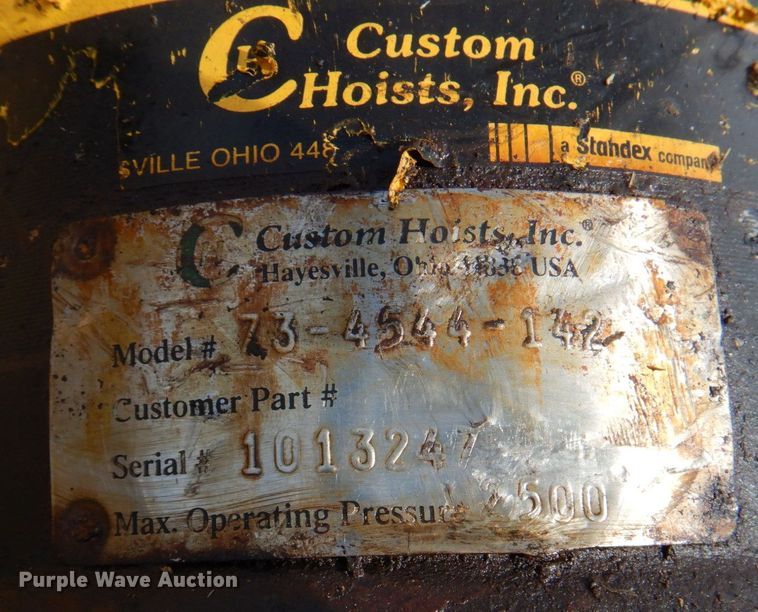 Custom
Hoists, Inc.®
SVILLE OHIO 448
a Standex company
Custom Hoists, Inc.®
Hayesville, Ohio 44838 USA
Model # 73-4544-142
Customer Part #
Serial # 1013247
Max. Operating Pressure 2500
Purple Wave Auction